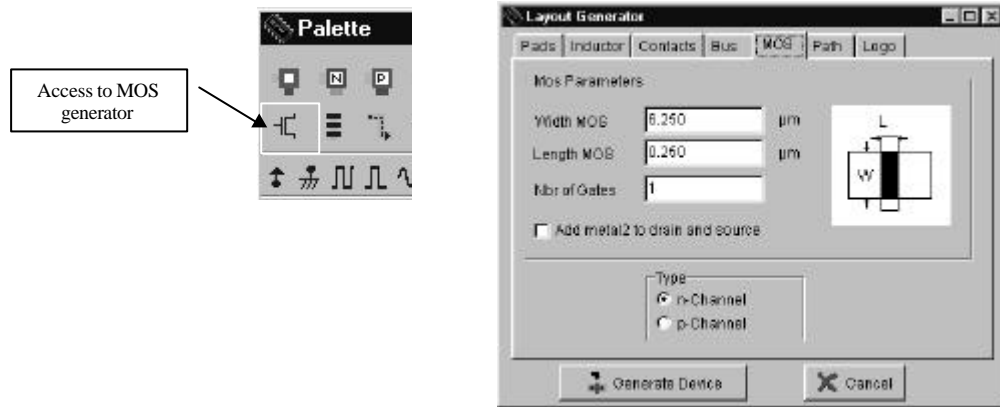 Palette
N
P
Access to MOS
generator
Layout Generator
Pads
Inductor
Contacts
Bus
MOS
Path
Logo
Mos Parameters
Width MOS
6.250
µm
Length MOS
0.250
µm
Nbr of Gates
1
Add metal2 to drain and source
L
W
Type
n-Channel
p-Channel
Generate Device
Cancel